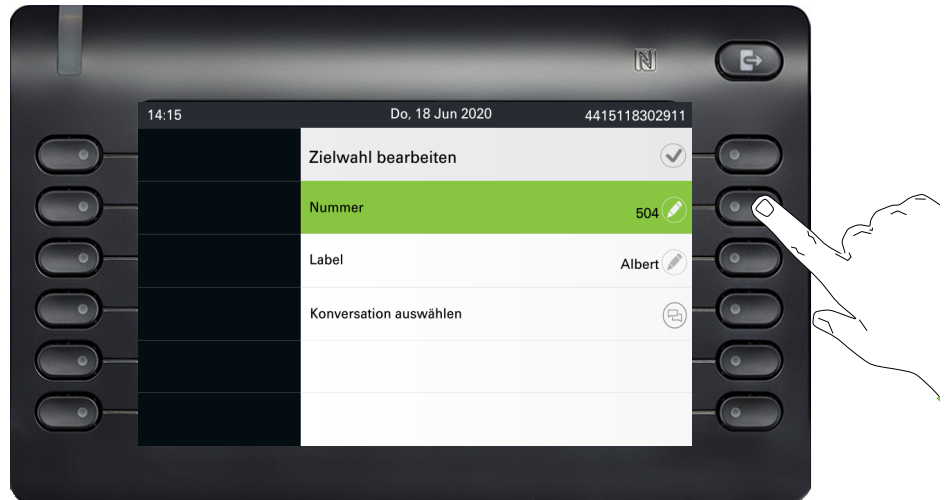 14:15 Do, 18 Jun 2020 4415118302911
Zielwahl bearbeiten
Nummer 504
Label Albert
Konversation auswählen